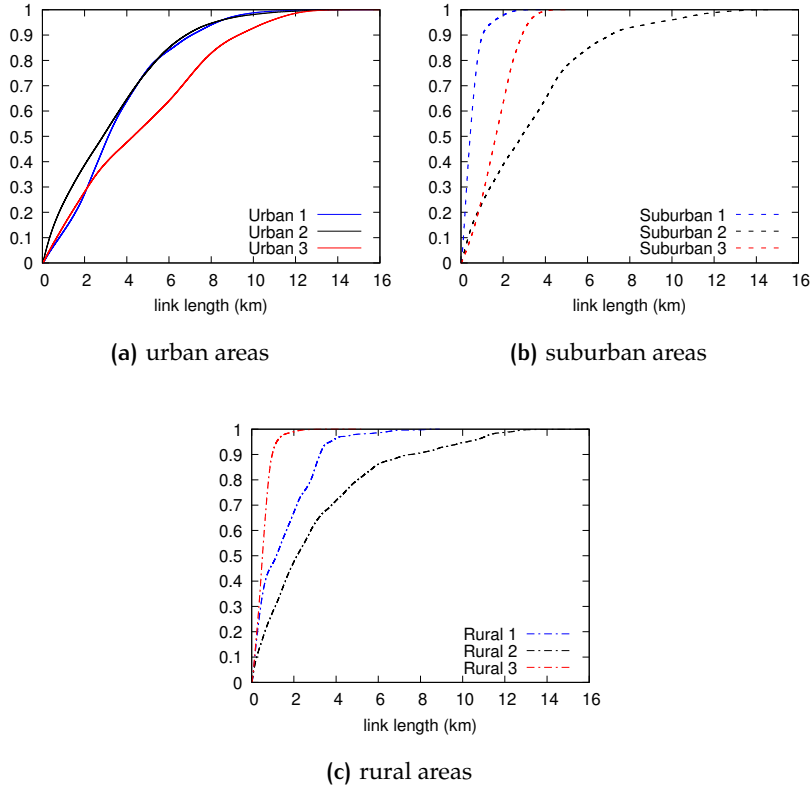 1
0.9
0.8
0.7
0.6
0.5
0.4
0.3
0.2
0.1
0
Urban 1
Urban 2
Urban 3
0 2 4 6 8 10 12 14 16
link length (km)
(a) urban areas
1
0.9
0.8
0.7
0.6
0.5
0.4
0.3
0.2
0.1
0
Suburban 1
Suburban 2
Suburban 3
0 2 4 6 8 10 12 14 16
link length (km)
(b) suburban areas
1
0.9
0.8
0.7
0.6
0.5
0.4
0.3
0.2
0.1
0
Rural 1
Rural 2
Rural 3
0 2 4 6 8 10 12 14 16
link length (km)
(c) rural areas